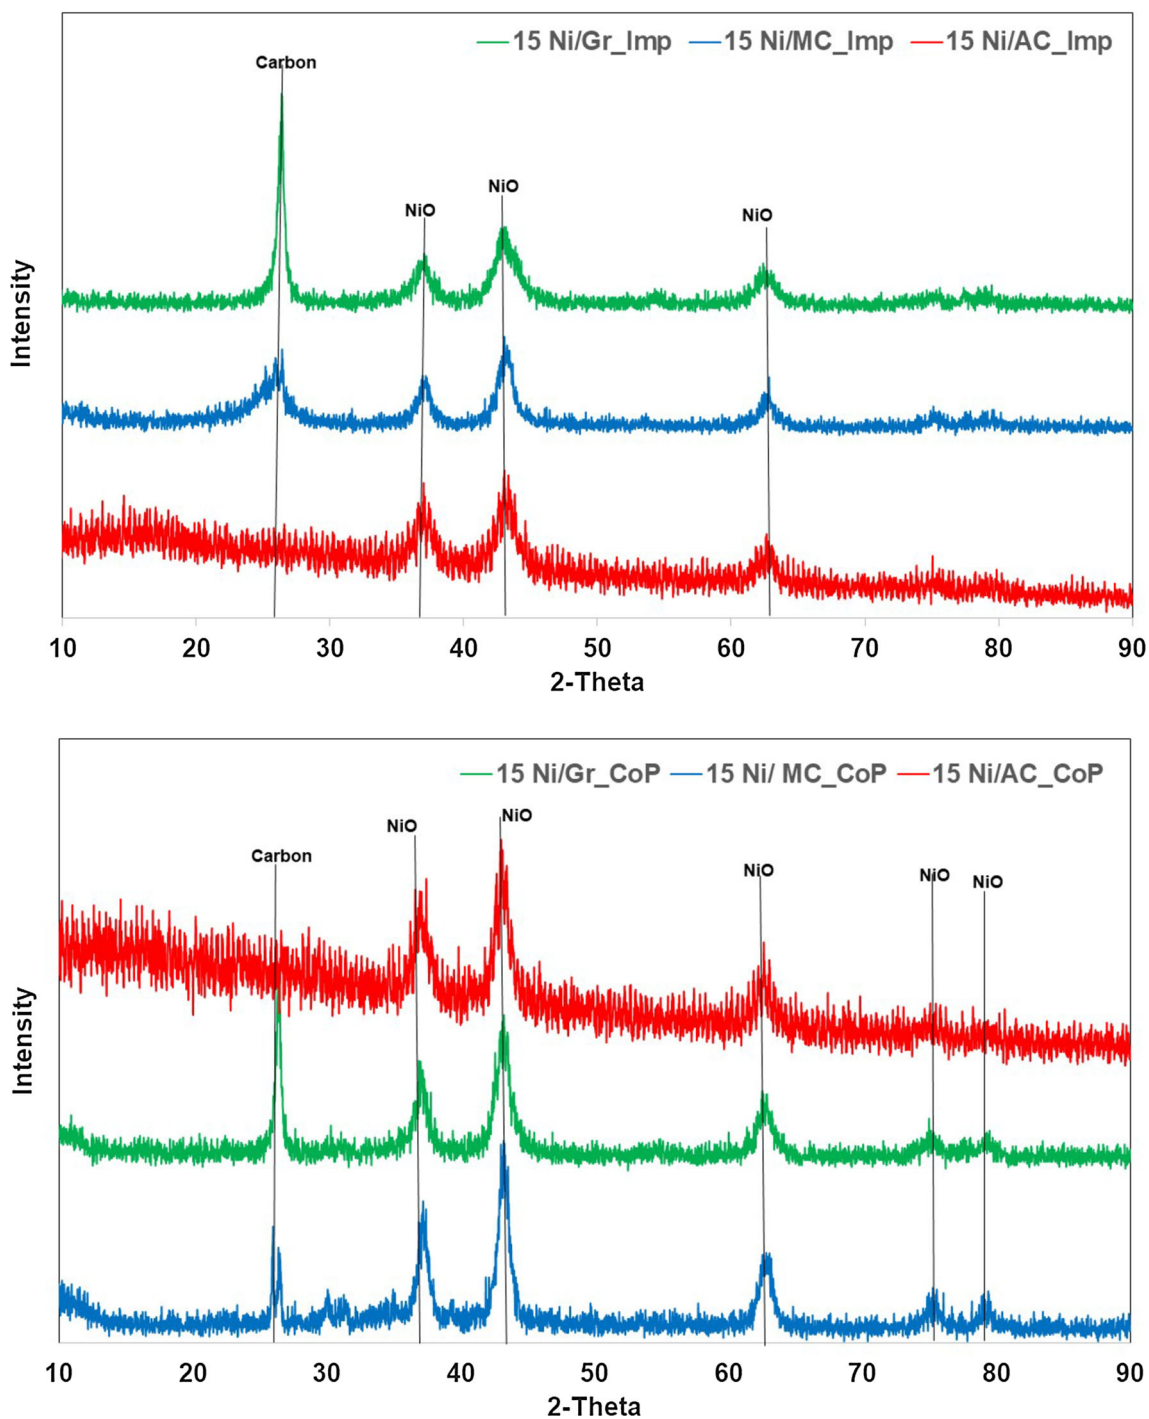 15 Ni/Gr_Imp 15 Ni/MC_Imp 15 Ni/AC_Imp
Carbon
NiO
NiO
NiO
Intensity
10 20 30 40 50 60 70 80 90
2-Theta
15 Ni/Gr_CoP 15 Ni/ MC_CoP 15 Ni/AC_CoP
NiO
NiO
Carbon
NiO
NiO
NiO
Intensity
10 20 30 40 50 60 70 80 90
2-Theta